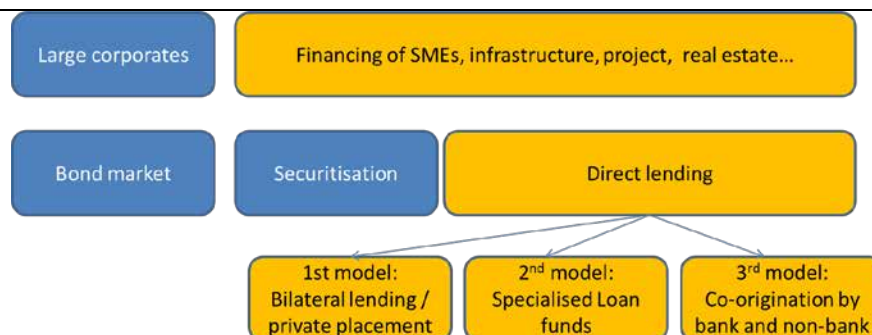 Large corporates
Financing of SMEs, infrastructure, project, real estate...
Bond market
Securitisation
Direct lending
1st model:
Bilateral lending /
private placement
2nd model:
Specialised Loan
funds
3rd model:
Co-origination by
bank and non-bank